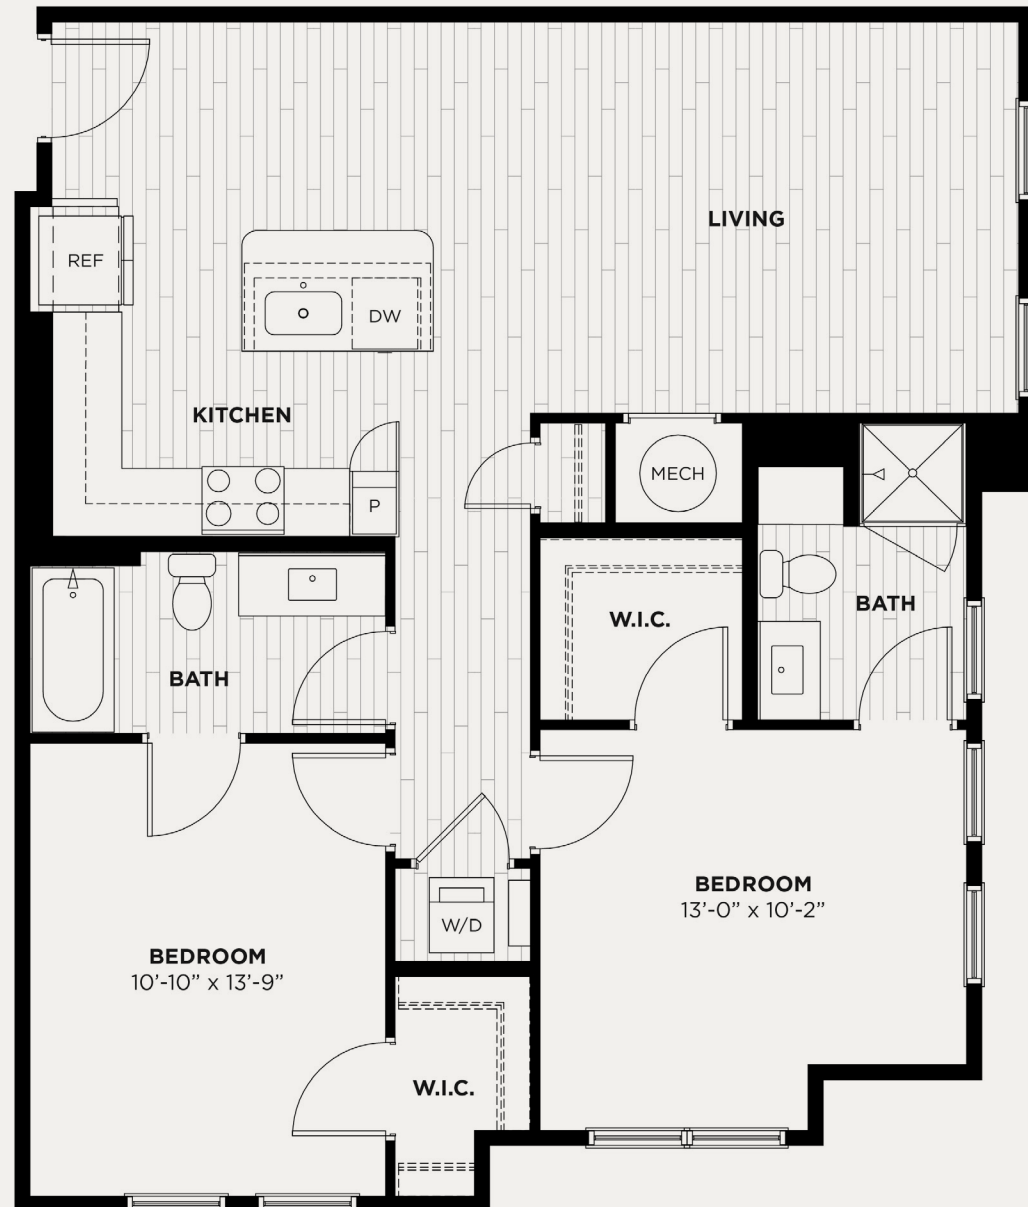 LIVING
REF
DW
KITCHEN
MECH
P
W.I.C.
BATH
BATH
BEDROOM
13’-0” x 10’-2”
W/D
BEDROOM
10’-10” x 13’-9”
W.I.C.